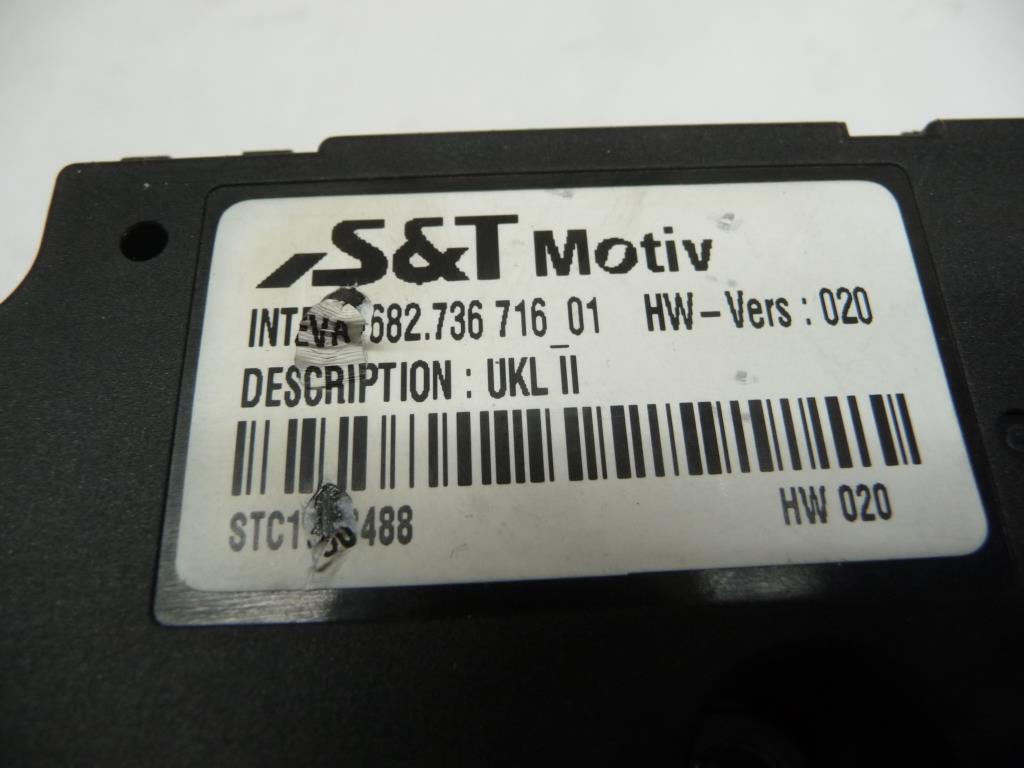 S&T Motiv
INTEVA 682.736 716_01 HW-Vers : 020
DESCRIPTION : UKL II
HW 020